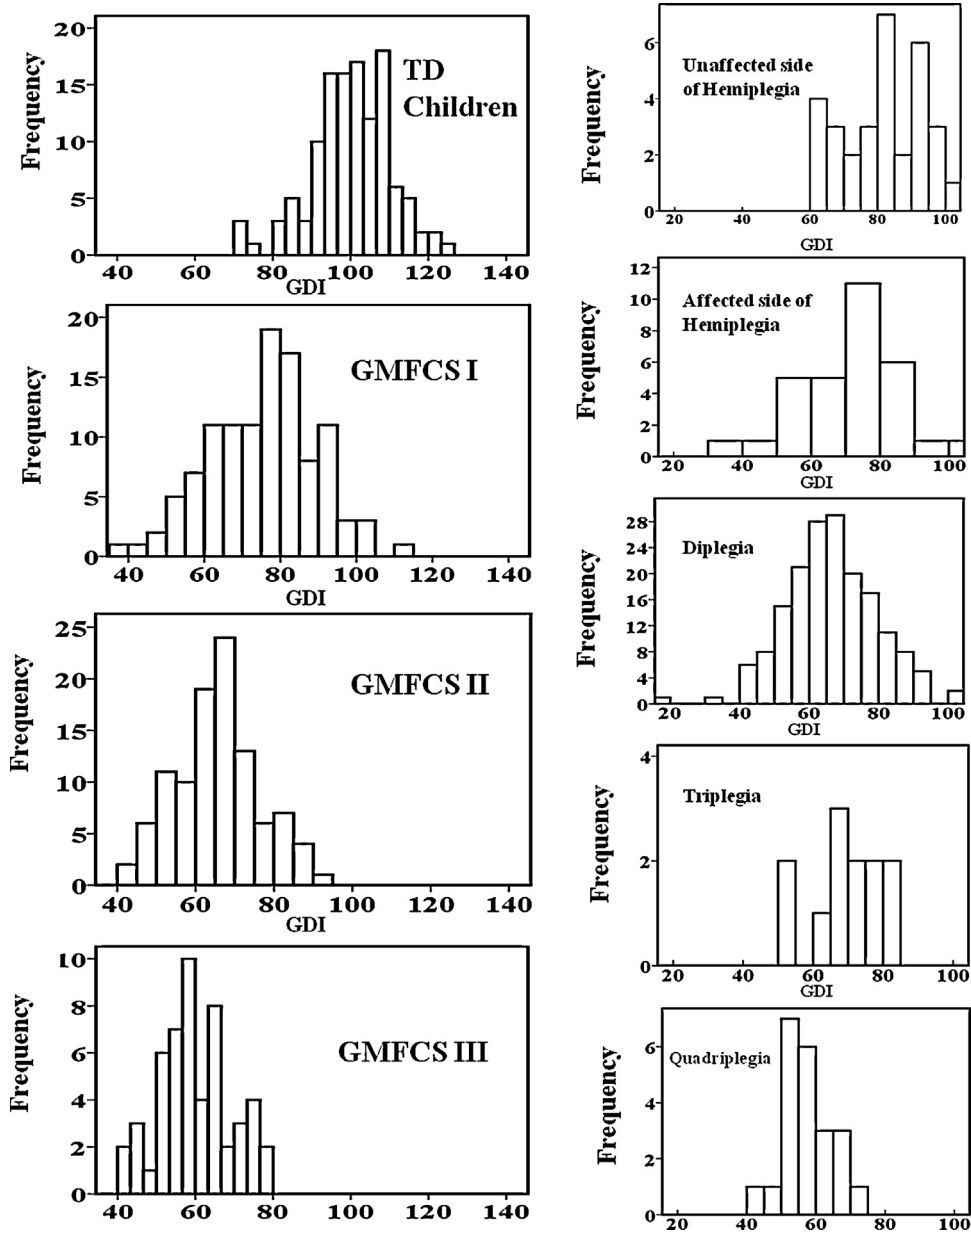 Frequency
20
15
10
5
0
TD
Children
40 60 80 100 120 140
GDI
Frequency
20
15
10
5
0
GMFCS I
40 60 80 100 120 140
GDI
Frequency
25
20
15
10
5
0
GMFCS II
40 60 80 100 120 140
GDI
Frequency
10
8
6
4
2
0
GMFCS III
40 60 80 100 120 140
Frequency
6
4
2
0
Unaffected side
of Hemiplegia
20 40 60 80 100
GDI
Frequency
12
10
8
6
4
2
0
Affected side of
Hemiplegia
20 40 60 80 100
GDI
Frequency
28
24
20
16
12
8
4
0
Diplegia
20 40 60 80 100
GDI
Frequency
4
2
0
Triplegia
20 40 60 80 100
GDI
Frequency
6
4
2
0
Quadriplegia
20 40 60 80 100